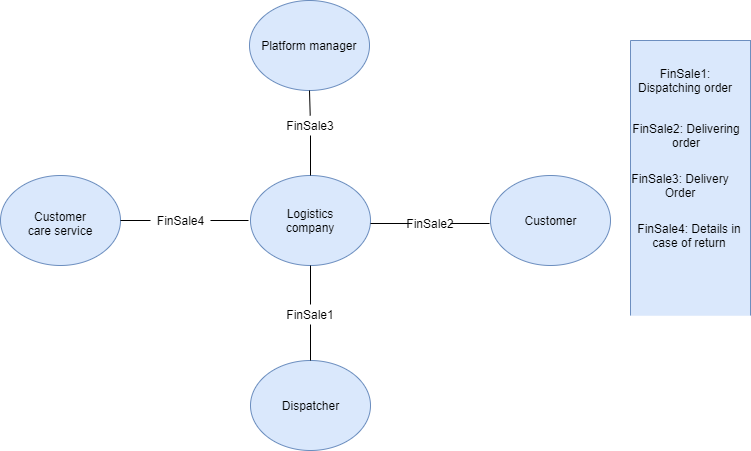 Platform manager
FinSale3
Customer
care service
FinSale4
Logistics
company
FinSale2
Customer
FinSale1
Dispatcher
FinSale1:
Dispatching order
FinSale2: Delivering
order
FinSale3: Delivery
Order
FinSale4: Details in
case of return